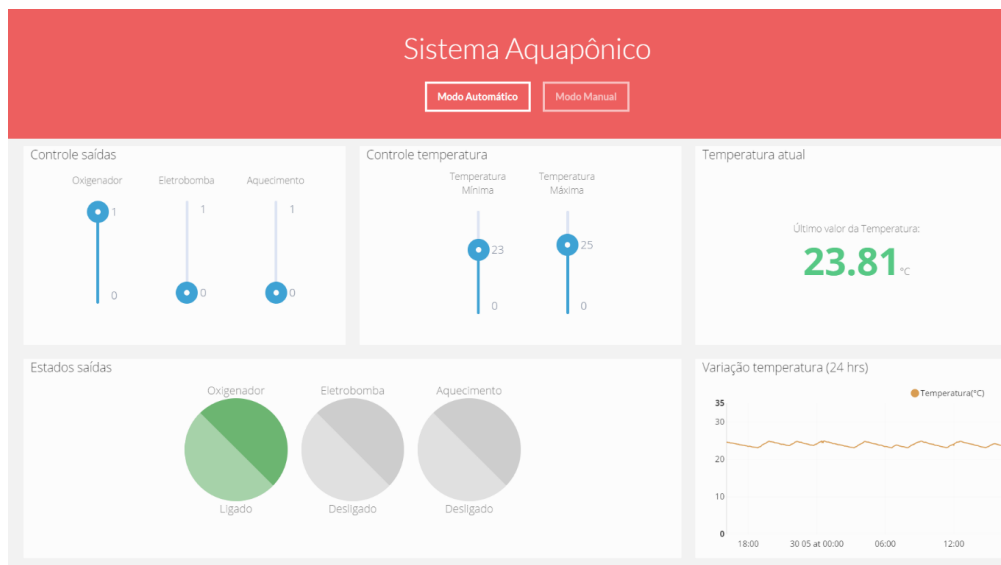 Sistema Aquapônico
Modo Automático
Modo Manual
Controle saídas
Oxigenador
Eletrobomba
Aquecimento
1
1
1
0
0
0
Controle temperatura
Temperatura
Mínima
Temperatura
Máxima
23
25
0
0
Temperatura atual
Último valor da Temperatura:
23.81 °C
Estados saídas
Oxigenador
Eletrobomba
Aquecimento
Ligado
Desligado
Desligado
Variação temperatura (24 hrs)
Temperatura(°C)
35
30
20
10
0
18:00
30 05 at 00:00
06:00
12:00